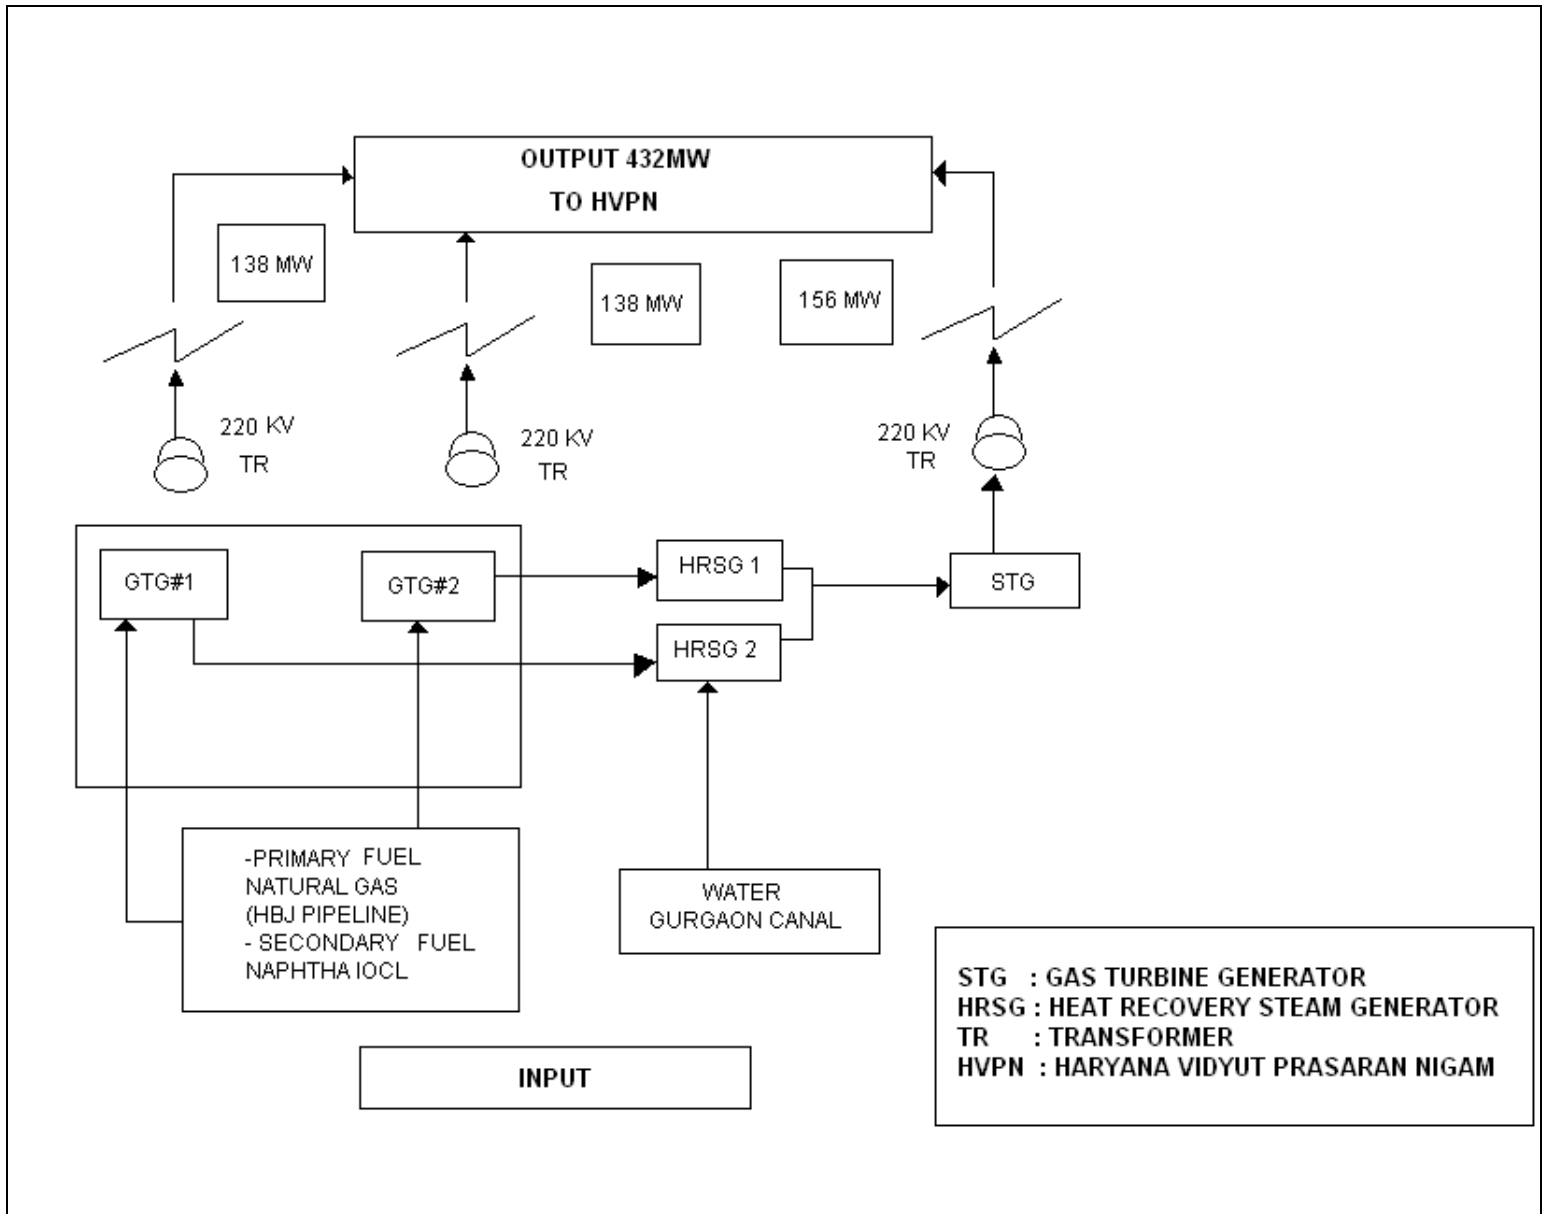 OUTPUT 432MW
TO HVPN
138 MW
138 MW
156 MW
220 KV
TR
220 KV
TR
220 KV
TR
GTG#1
GTG#2
HRSG 1
HRSG 2
STG
-PRIMARY FUEL
NATURAL GAS
(HBJ PIPELINE)
- SECONDARY FUEL
NAPHTHA IOCL
WATER
GURGAON CANAL
INPUT
STG : GAS TURBINE GENERATOR
HRSG : HEAT RECOVERY STEAM GENERATOR
TR : TRANSFORMER
HVPN : HARYANA VIDYUT PRASARAN NIGAM